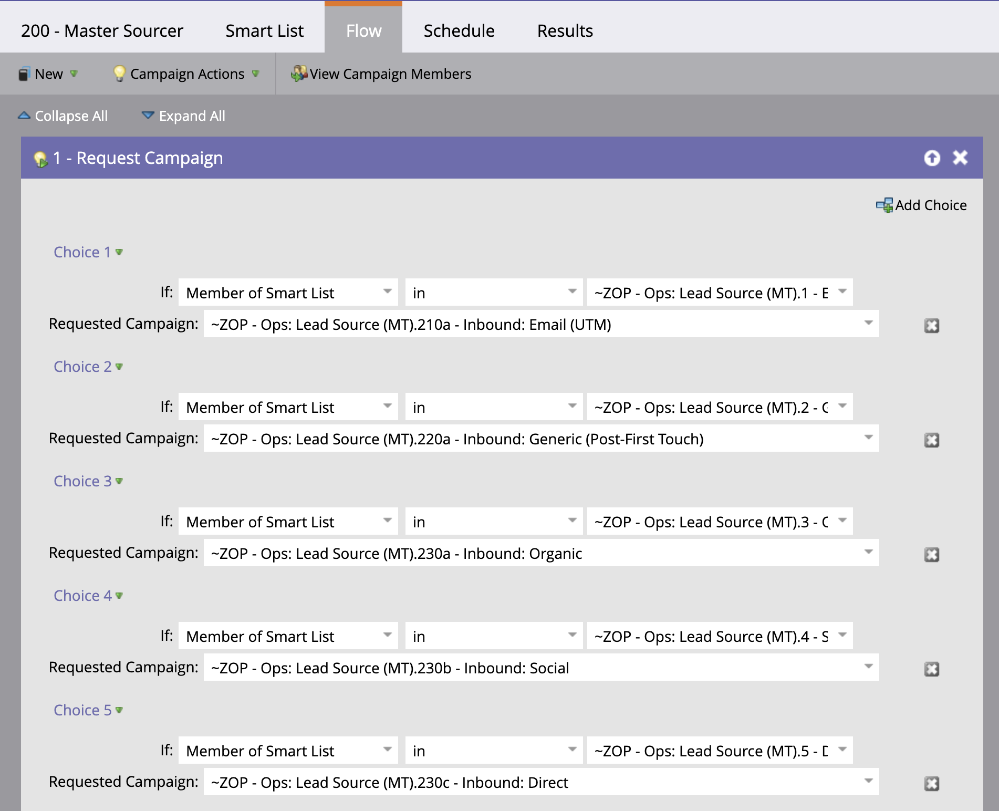 200 - Master Sourcer Smart List Flow Schedule Results
New Campaign Actions View Campaign Members
Collapse All Expand All
1 - Request Campaign
Add Choice
Choice 1
If: Member of Smart List in ~ZOP - Ops: Lead Source (MT).1 - E
Requested Campaign: ~ZOP - Ops: Lead Source (MT).210a - Inbound: Email (UTM)
Choice 2
If: Member of Smart List in ~ZOP - Ops: Lead Source (MT).2 - G
Requested Campaign: ~ZOP - Ops: Lead Source (MT).220a - Inbound: Generic (Post-First Touch)
Choice 3
If: Member of Smart List in ~ZOP - Ops: Lead Source (MT).3 - O
Requested Campaign: ~ZOP - Ops: Lead Source (MT).230a - Inbound: Organic
Choice 4
If: Member of Smart List in ~ZOP - Ops: Lead Source (MT).4 - S
Requested Campaign: ~ZOP - Ops: Lead Source (MT).230b - Inbound: Social
Choice 5
If: Member of Smart List in ~ZOP - Ops: Lead Source (MT).5 - D
Requested Campaign: ~ZOP - Ops: Lead Source (MT).230c - Inbound: Direct